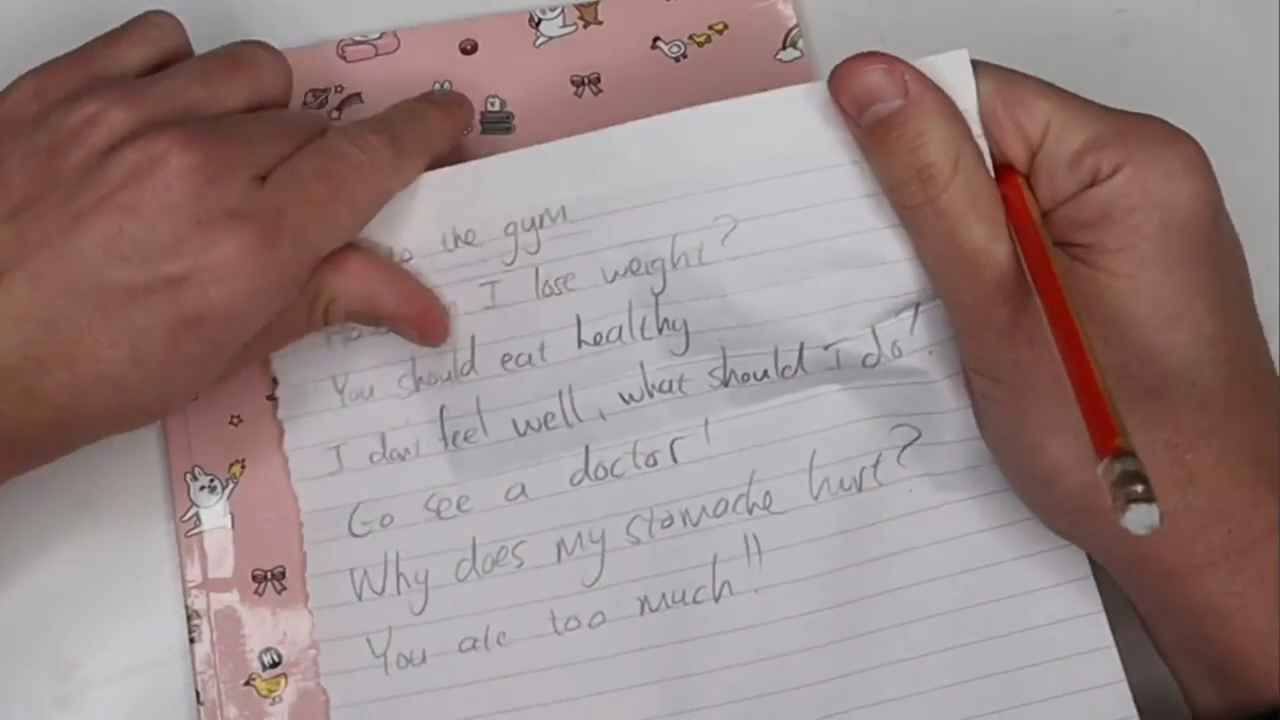 the gym
I lose weight?
You should eat healthy
I don't feel well, what should I do?
Go see a doctor!
Why does my stomache hurt?
You ate too much!!
Hi